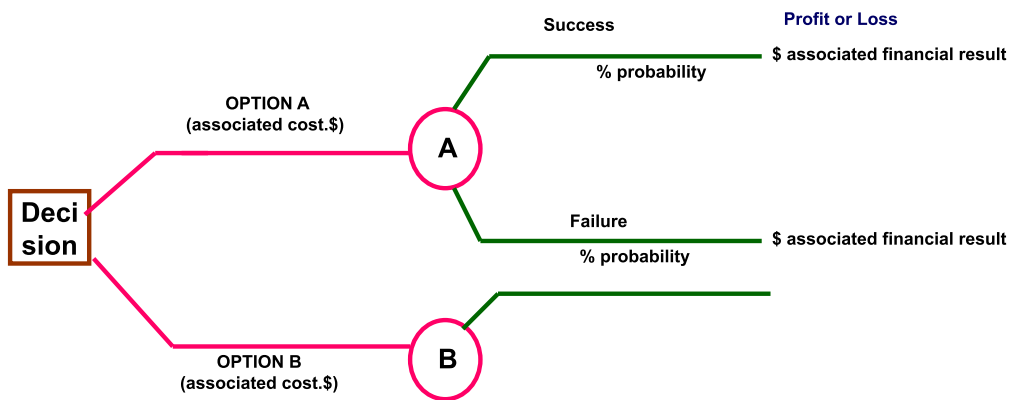 Success
Profit or Loss
$ associated financial result
% probability
OPTION A
(associated cost.$)
A
Deci
sion
Failure
$ associated financial result
% probability
B
OPTION B
(associated cost.$)